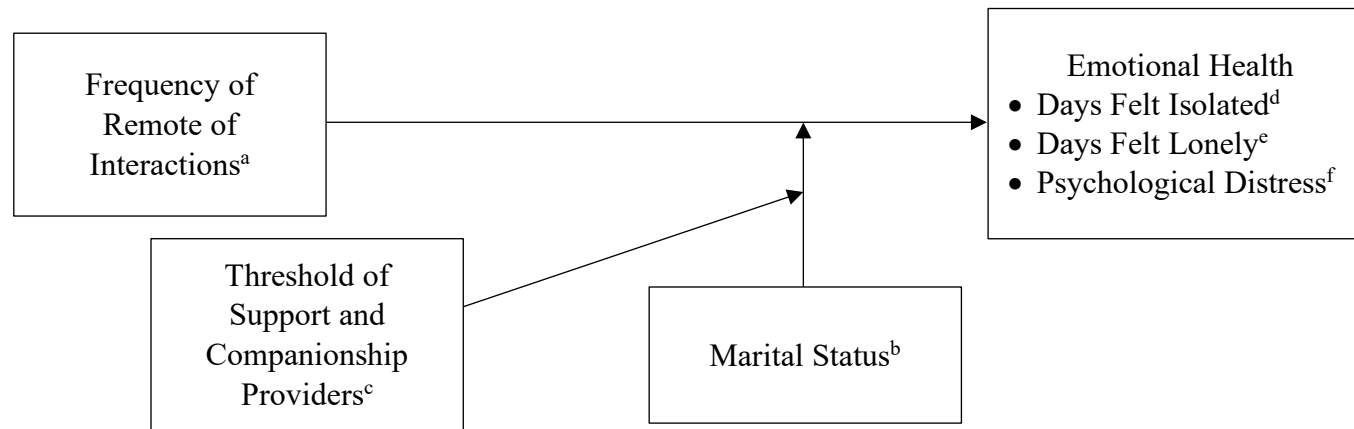 Frequency of
Remote of
Interactionsᵃ
Emotional Health
• Days Felt Isolatedᵈ
• Days Felt Lonelyᵉ
• Psychological Distressᶠ
Threshold of
Support and
Companionship
Providersᶜ
Marital Statusᵇ